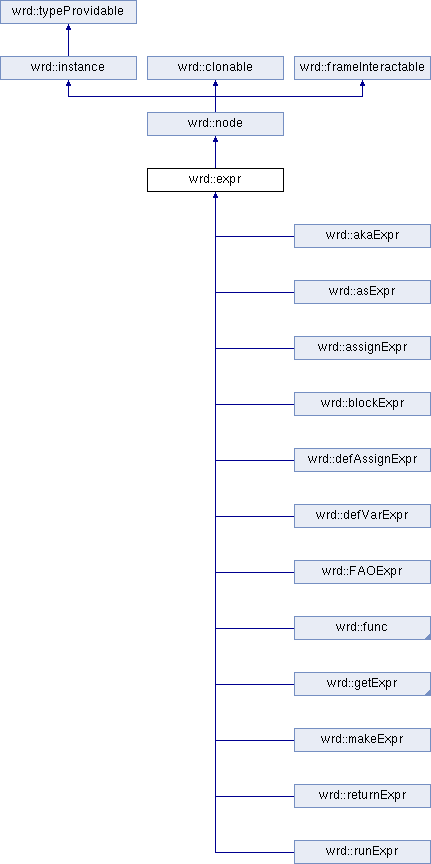 wrd::typeProvidable
wrd::instance
wrd::clonable
wrd::frameInteractable
wrd::node
wrd::expr
wrd::akaExpr
wrd::asExpr
wrd::assignExpr
wrd::blockExpr
wrd::defAssignExpr
wrd::defVarExpr
wrd::FAOExpr
wrd::func
wrd::getExpr
wrd::makeExpr
wrd::returnExpr
wrd::runExpr